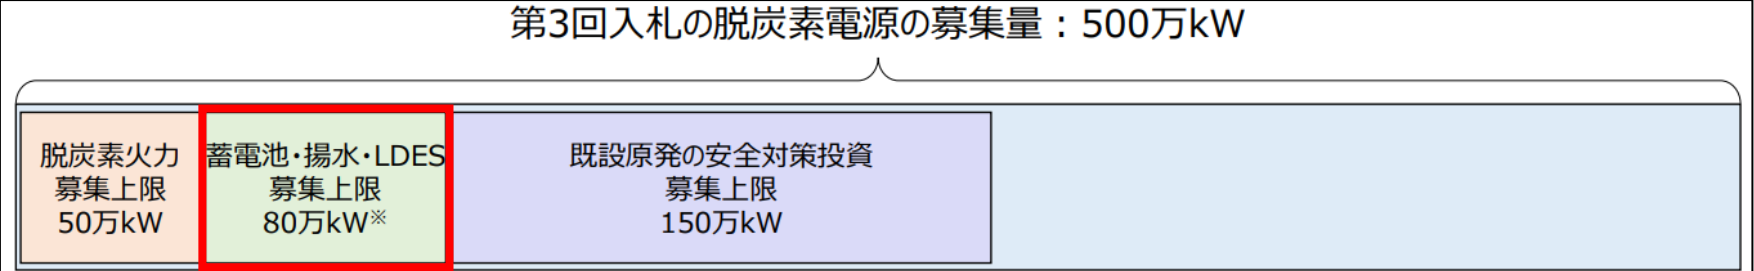 第3回入札の脱炭素電源の募集量：500万kW
脱炭素火力
募集上限
50万kW
蓄電池・揚水・LDES
募集上限
80万kW※
既設原発の安全対策投資
募集上限
150万kW